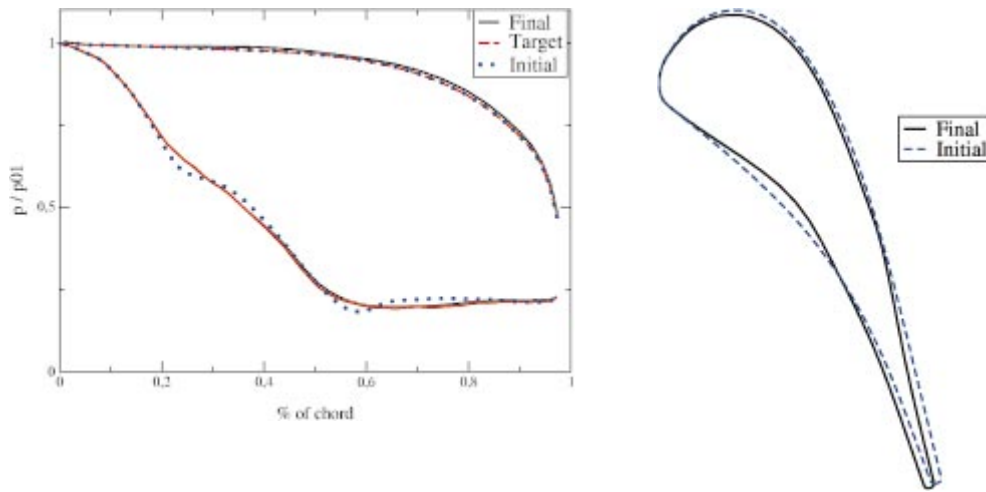 1
0,5
0
p / p01
0
0,2
0,4
0,6
0,8
1
% of chord
Final
Target
Initial
Final
Initial